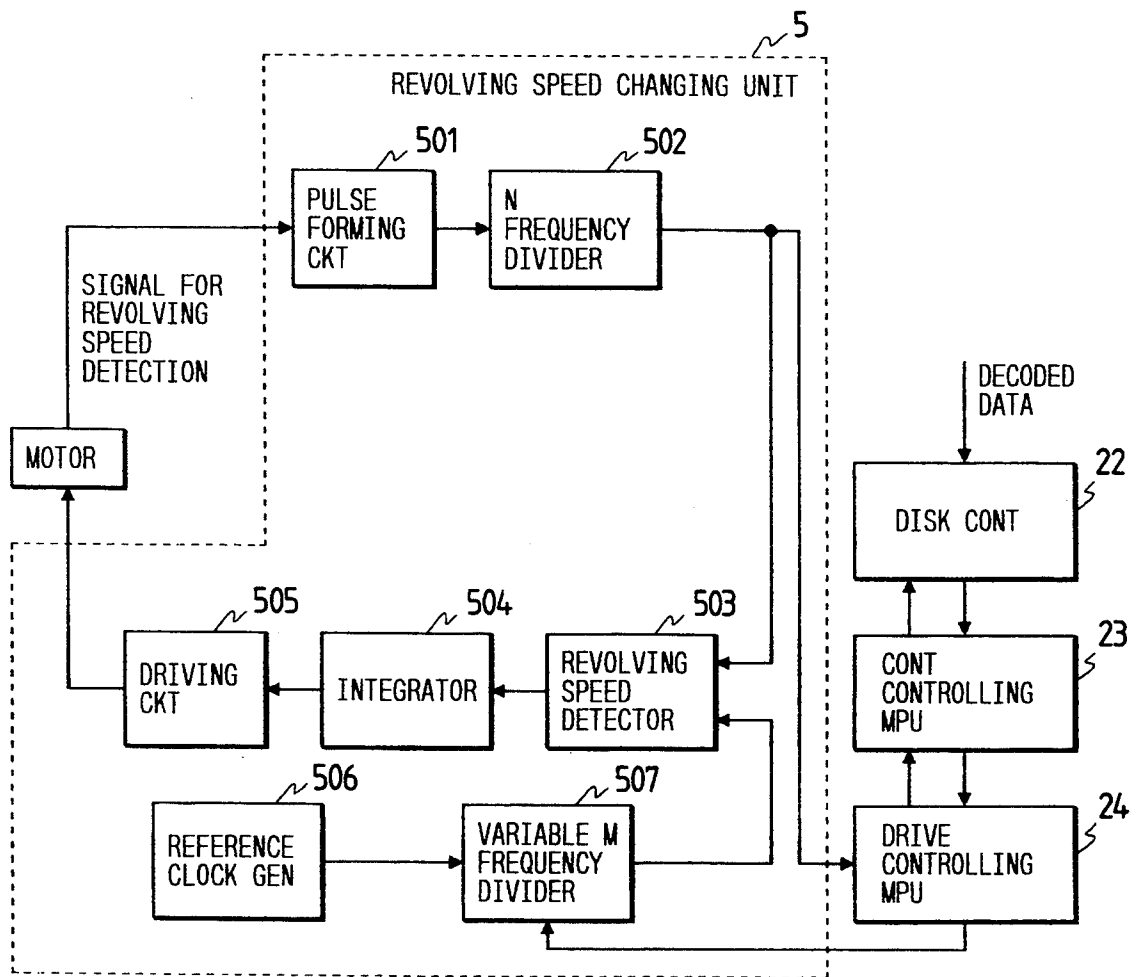 5
REVOLVING SPEED CHANGING UNIT
501
502
PULSE
FORMING
CKT
N
FREQUENCY
DIVIDER
SIGNAL FOR
REVOLVING
SPEED
DETECTION
MOTOR
DECODED
DATA
22
DISK CONT
505
504
503
23
DRIVING
CKT
INTEGRATOR
REVOLVING
SPEED
DETECTOR
CONT
CONTROLLING
MPU
506
507
24
REFERENCE
CLOCK GEN
VARIABLE M
FREQUENCY
DIVIDER
DRIVE
CONTROLLING
MPU